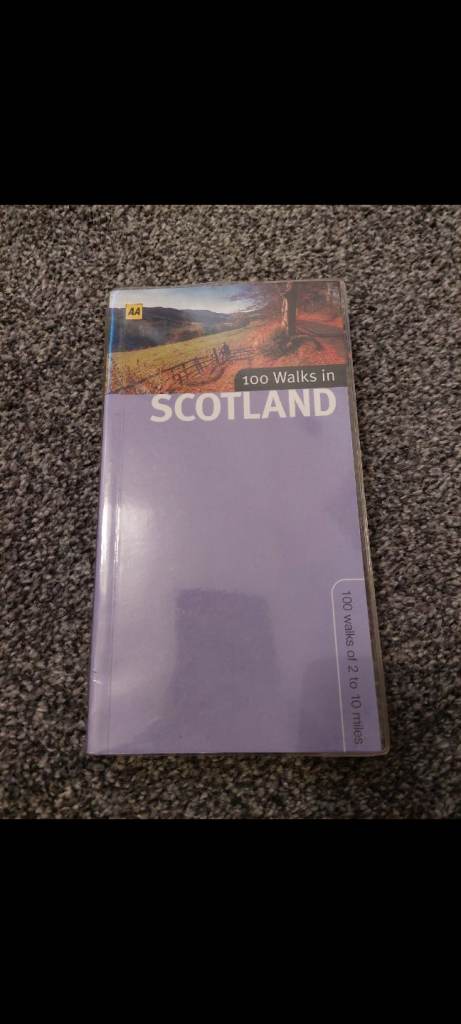 AA
100 Walks in
SCOTLAND
100 walks of 2 to 10 miles